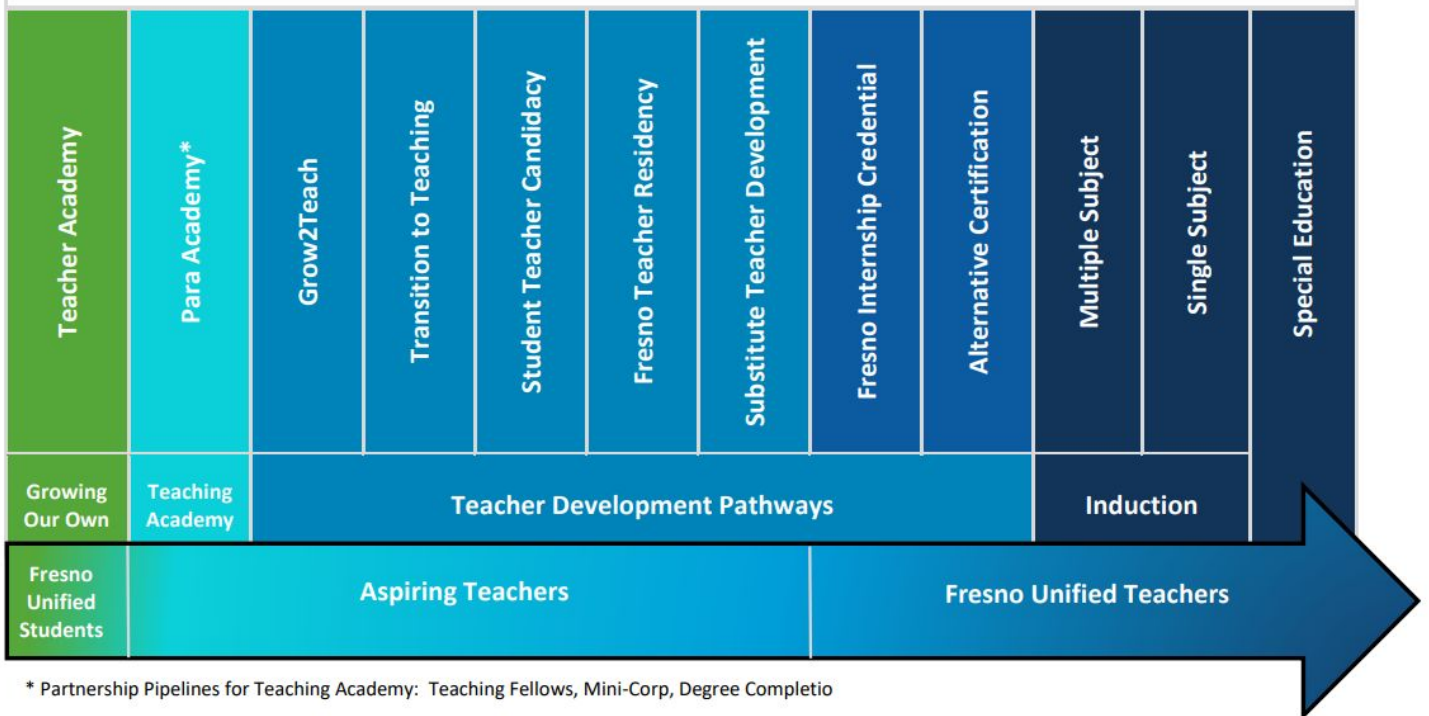 Teacher Academy
Para Academy*
Grow2Teach
Transition to Teaching
Student Teacher Candidacy
Fresno Teacher Residency
Substitute Teacher Development
Fresno Internship Credential
Alternative Certification
Multiple Subject
Single Subject
Special Education
Growing
Our Own
Teaching
Academy
Teacher Development Pathways
Induction
Fresno
Unified
Students
Aspiring Teachers
Fresno Unified Teachers
* Partnership Pipelines for Teaching Academy: Teaching Fellows, Mini-Corp, Degree Completio